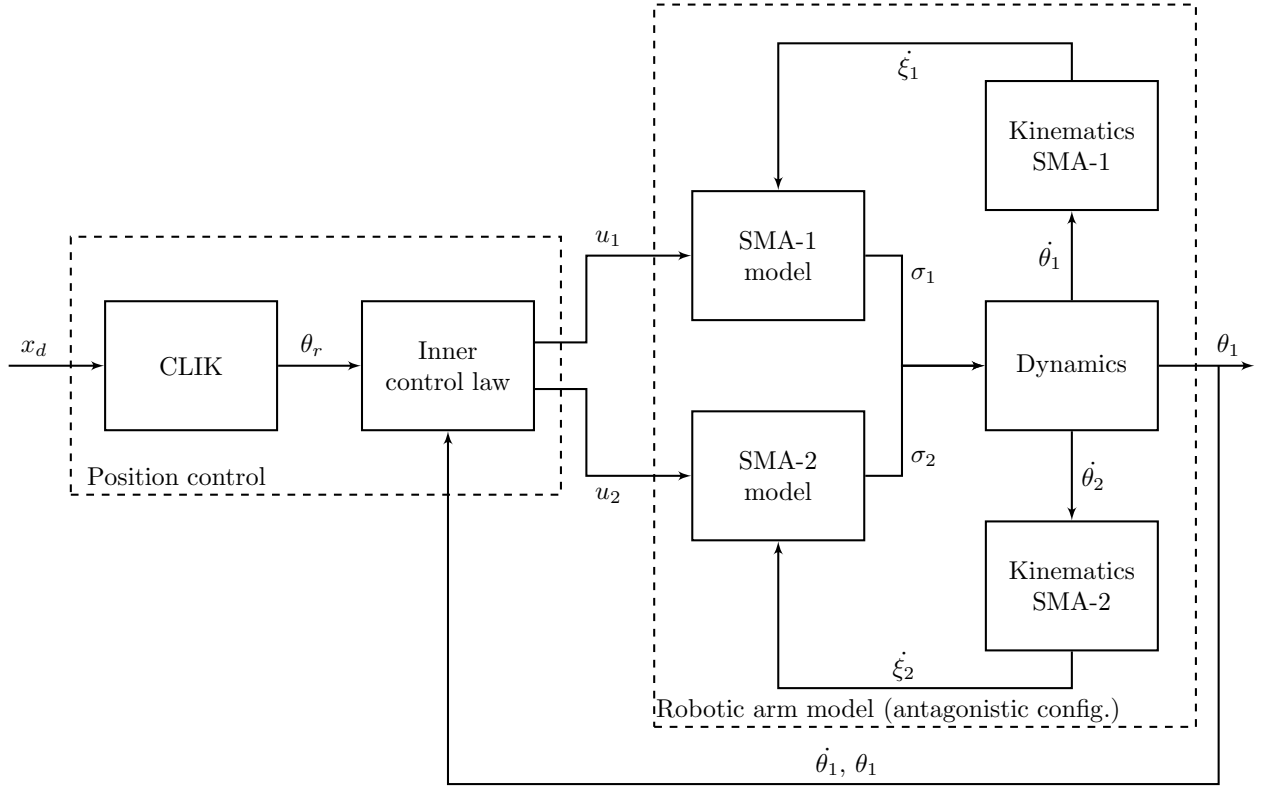 ξ̇₁
Kinematics
SMA-1
u₁
SMA-1
model
σ₁
θ̇₁
x_d
CLIK
θᵣ
Inner
control law
Dynamics
θ₁
Position control
u₂
SMA-2
model
σ₂
θ̇₂
Kinematics
SMA-2
ξ̇₂
Robotic arm model (antagonistic config.)
θ̇₁, θ₁